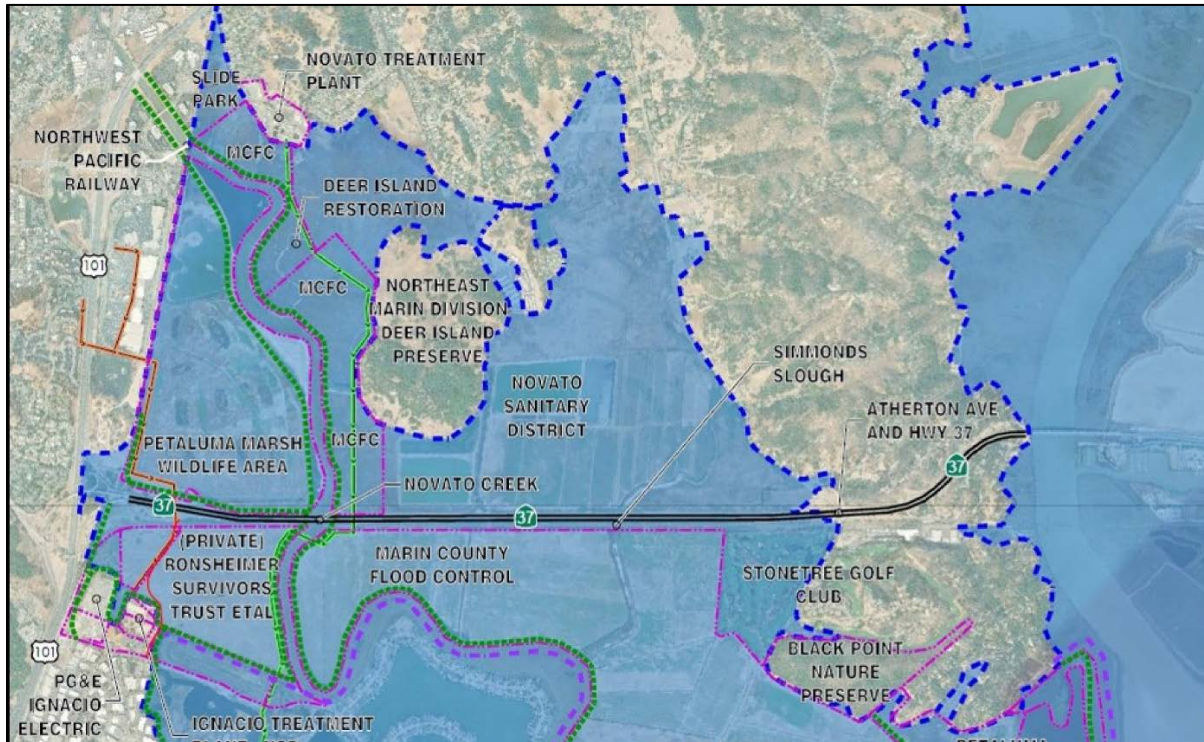 NOVATO TREATMENT
PLANT
SLIDE
PARK
NORTHWEST
PACIFIC
RAILWAY
MCFC
DEER ISLAND
RESTORATION
101
MCFC
NORTHEAST
MARIN DIVISION
DEER ISLAND
PRESERVE
SIMMONDS
SLOUGH
NOVATO
SANITARY
DISTRICT
ATHERTON AVE
AND HWY 37
PETALUMA MARSH
WILDLIFE AREA
MCFC
37
NOVATO CREEK
37
37
(PRIVATE)
RONSHEIMER
SURVIVORS
TRUST ETAL
MARIN COUNTY
FLOOD CONTROL
STONETREE GOLF
CLUB
101
BLACK POINT
NATURE
PRESERVE
PG&E
IGNACIO
ELECTRIC
IGNACIO TREATMENT